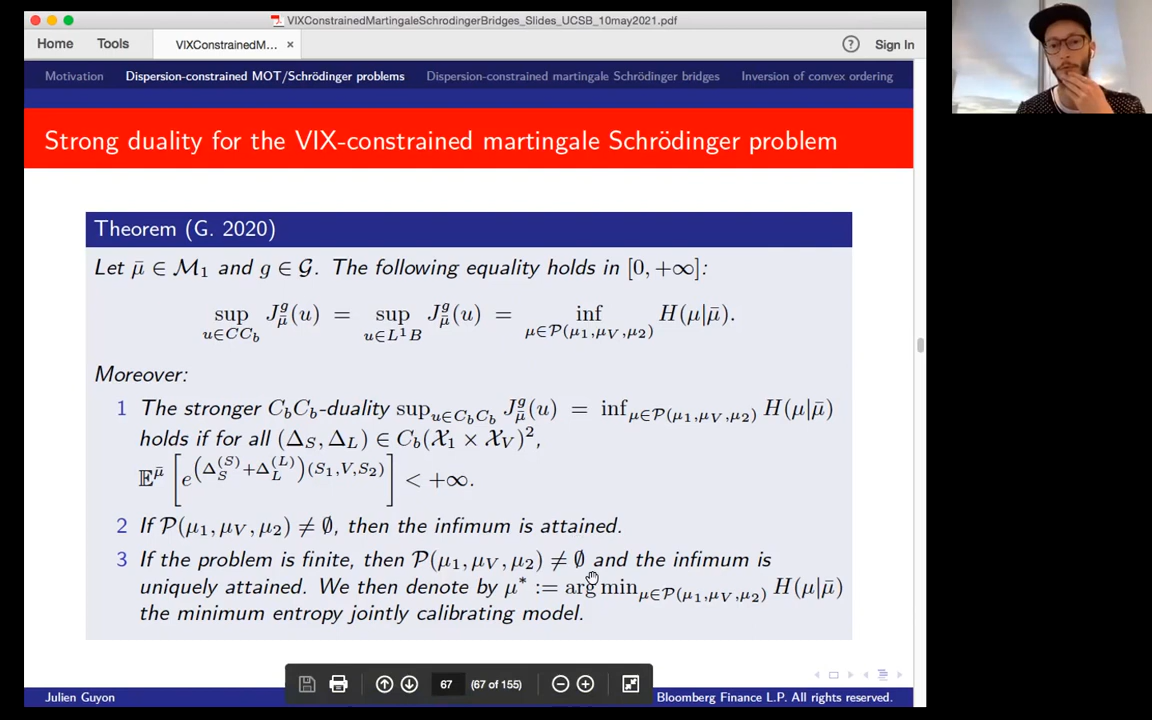 VIXConstrainedMartingaleSchrodingerBridges_Slides_UCSB_10may2021.pdf
Home Tools VIXConstrainedM... × ? Sign In
Motivation Dispersion-constrained MOT/Schrödinger problems Dispersion-constrained martingale Schrödinger bridges Inversion of convex ordering
Strong duality for the VIX-constrained martingale Schrödinger problem
Theorem (G. 2020)
Let μ̄ ∈ M₁ and g ∈ G. The following equality holds in [0, +∞]:
sup_{u∈CC_b} J^g_μ̄(u) = sup_{u∈L¹B} J^g_μ̄(u) = inf_{μ∈P(μ₁,μ_V,μ₂)} H(μ|μ̄).
Moreover:
1 The stronger C_bC_b-duality sup_{u∈C_bC_b} J^g_μ̄(u) = inf_{μ∈P(μ₁,μ_V,μ₂)} H(μ|μ̄)
holds if for all (Δ_S, Δ_L) ∈ C_b(X₁ × X_V)²,
E^μ̄ [e^{(Δ_S^{(S)}+Δ_L^{(L)})(S₁,V,S₂)}] < +∞.
2 If P(μ₁, μ_V, μ₂) ≠ ∅, then the infimum is attained.
3 If the problem is finite, then P(μ₁, μ_V, μ₂) ≠ ∅ and the infimum is
uniquely attained. We then denote by μ* := arg min_{μ∈P(μ₁,μ_V,μ₂)} H(μ|μ̄)
the minimum entropy jointly calibrating model.
67 (67 of 155)
Julien Guyon Bloomberg Finance L.P. All rights reserved.